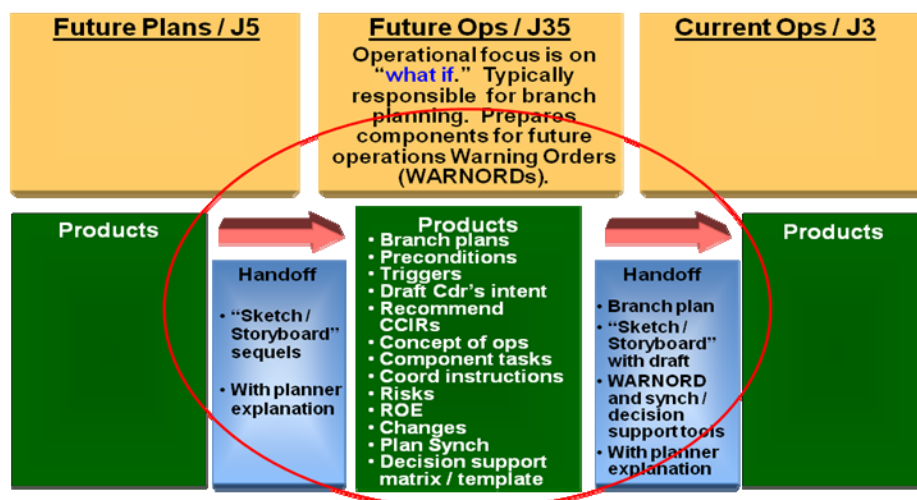 Future Plans / J5
Future Ops / J35
Operational focus is on
“what if.”  Typically
responsible for branch
planning.  Prepares
components for future
operations Warning Orders
(WARNORDs).
Current Ops / J3
Products
Handoff
• “Sketch /
Storyboard”
sequels
• With planner
explanation
Products
• Branch plans
• Preconditions
• Triggers
• Draft Cdr’s intent
• Recommend
CCIRs
• Concept of ops
• Component tasks
• Coord instructions
• Risks
• ROE
• Changes
• Plan Synch
• Decision support
matrix / template
Handoff
• Branch plan
• “Sketch /
Storyboard”
with draft
• WARNORD
and synch /
decision
support tools
• With planner
explanation
Products